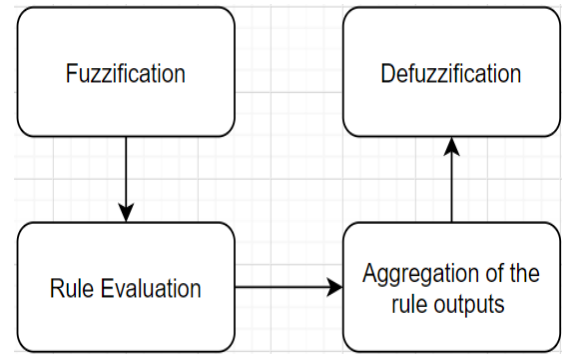 Fuzzification
Defuzzification
Rule Evaluation
Aggregation of the
rule outputs